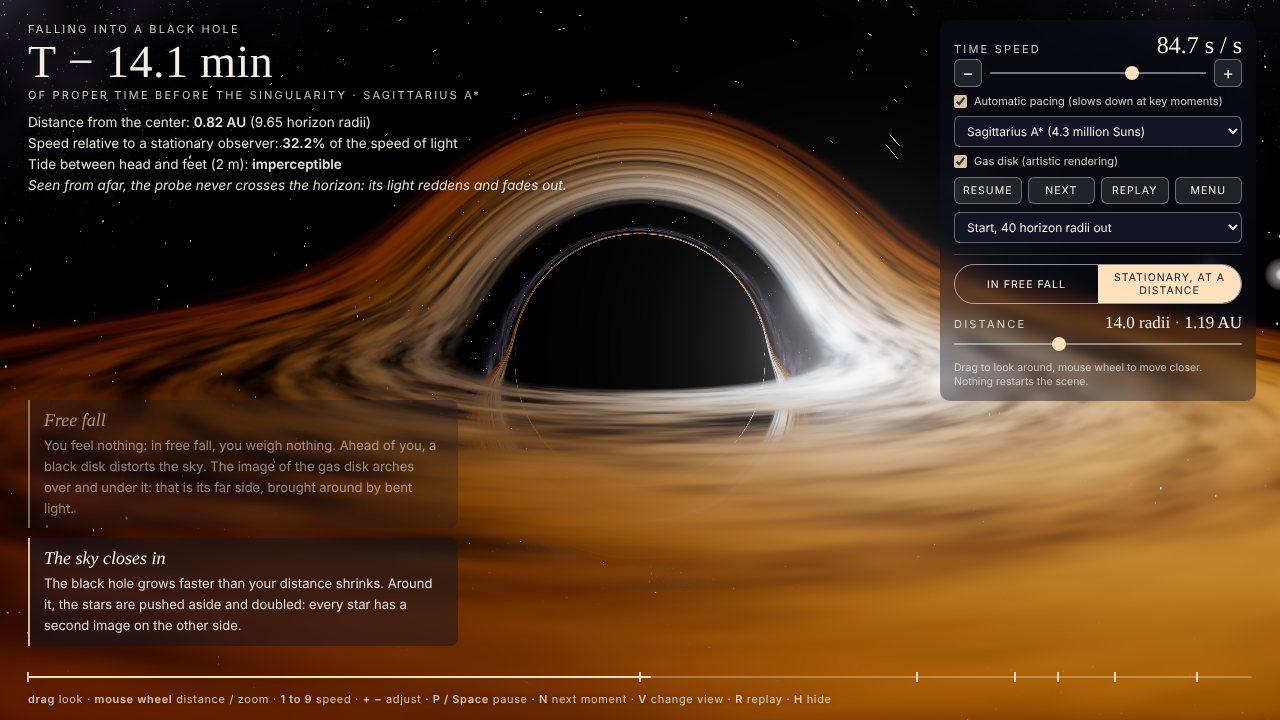 FALLING INTO A BLACK HOLE
T − 14.1 min
OF PROPER TIME BEFORE THE SINGULARITY · SAGITTARIUS A*
Distance from the center: 0.82 AU (9.65 horizon radii)
Speed relative to a stationary observer: 32.2% of the speed of light
Tide between head and feet (2 m): imperceptible
Seen from afar, the probe never crosses the horizon: its light reddens and fades out.
TIME SPEED
84.7 s / s
−
+
Automatic pacing (slows down at key moments)
Sagittarius A* (4.3 million Suns)
Gas disk (artistic rendering)
RESUME
NEXT
REPLAY
MENU
Start, 40 horizon radii out
IN FREE FALL
STATIONARY, AT A
DISTANCE
DISTANCE
14.0 radii · 1.19 AU
Drag to look around, mouse wheel to move closer.
Nothing restarts the scene.
Free fall
You feel nothing: in free fall, you weigh nothing. Ahead of you, a
black disk distorts the sky. The image of the gas disk arches
over and under it: that is its far side, brought around by bent
light.
The sky closes in
The black hole grows faster than your distance shrinks. Around
it, the stars are pushed aside and doubled: every star has a
second image on the other side.
drag look · mouse wheel distance / zoom · 1 to 9 speed · + − adjust · P / Space pause · N next moment · V change view · R replay · H hide